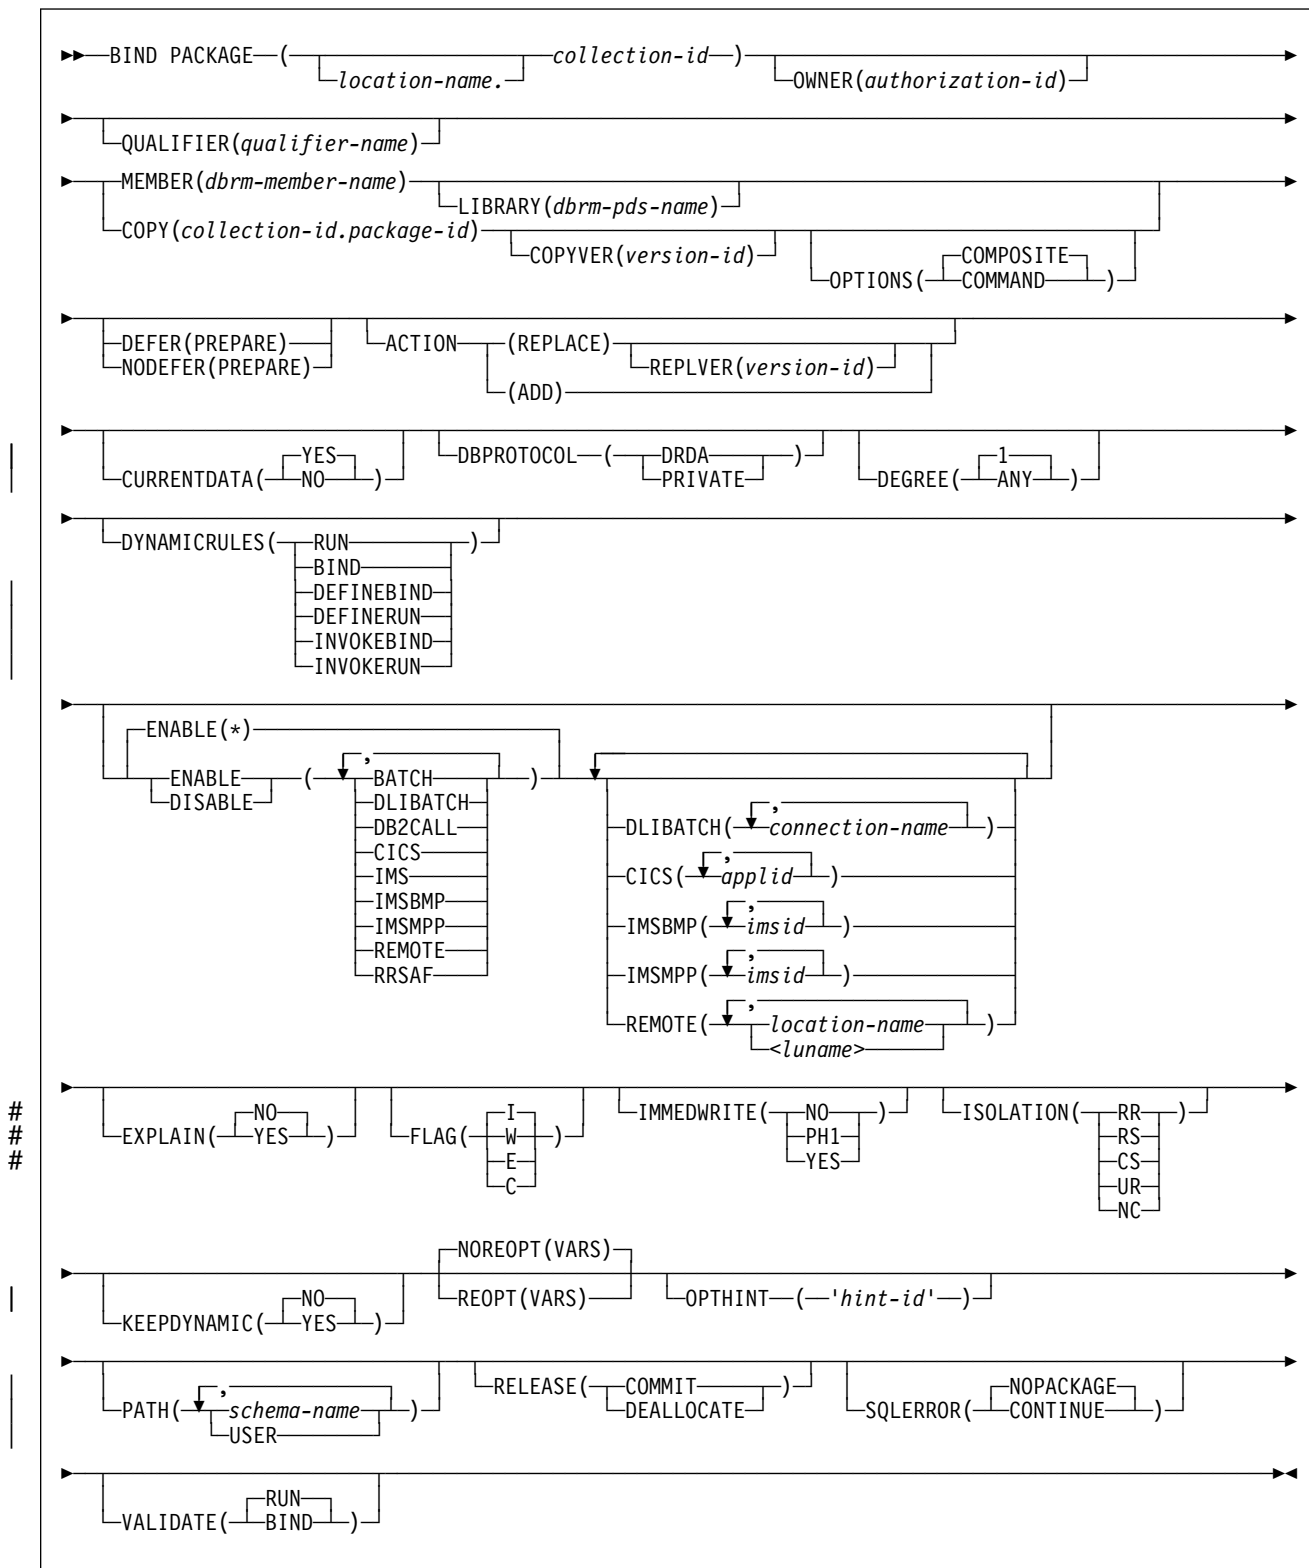 BIND PACKAGE ( collection-id )
location-name. OWNER(authorization-id)
QUALIFIER(qualifier-name)
MEMBER(dbrm-member-name)
LIBRARY(dbrm-pds-name)
COPY(collection-id.package-id)
COPYVER(version-id) COMPOSITE
OPTIONS( COMMAND )
DEFER(PREPARE) ACTION (REPLACE)
NODEFER(PREPARE) REPLVER(version-id)
(ADD)
| YES DBPROTOCOL ( DRDA ) 1
| CURRENTDATA( NO ) PRIVATE DEGREE( ANY )
DYNAMICRULES( RUN )
BIND
| DEFINEBIND
| DEFINERUN
| INVOKEBIND
| INVOKERUN
ENABLE(*)
,
ENABLE ( BATCH )
DISABLE DLIBATCH ,
DB2CALL DLIBATCH( connection-name )
CICS ,
IMS CICS( applid )
IMSBMP ,
IMSMPP IMSBMP( imsid )
REMOTE ,
RRSAF IMSMPP( imsid )
,
REMOTE( location-name )
<luname>
# NO I IMMEDWRITE( NO ) ISOLATION( RR )
# EXPLAIN( YES ) FLAG( W ) PH1 RS
# E YES CS
C UR
NC
NOREOPT(VARS)
| NO REOPT(VARS) OPTHINT ( 'hint-id' )
KEEPDYNAMIC( YES )
| , RELEASE( COMMIT ) NOPACKAGE
| PATH( schema-name ) DEALLOCATE SQLERROR( CONTINUE )
| USER
RUN
VALIDATE( BIND )